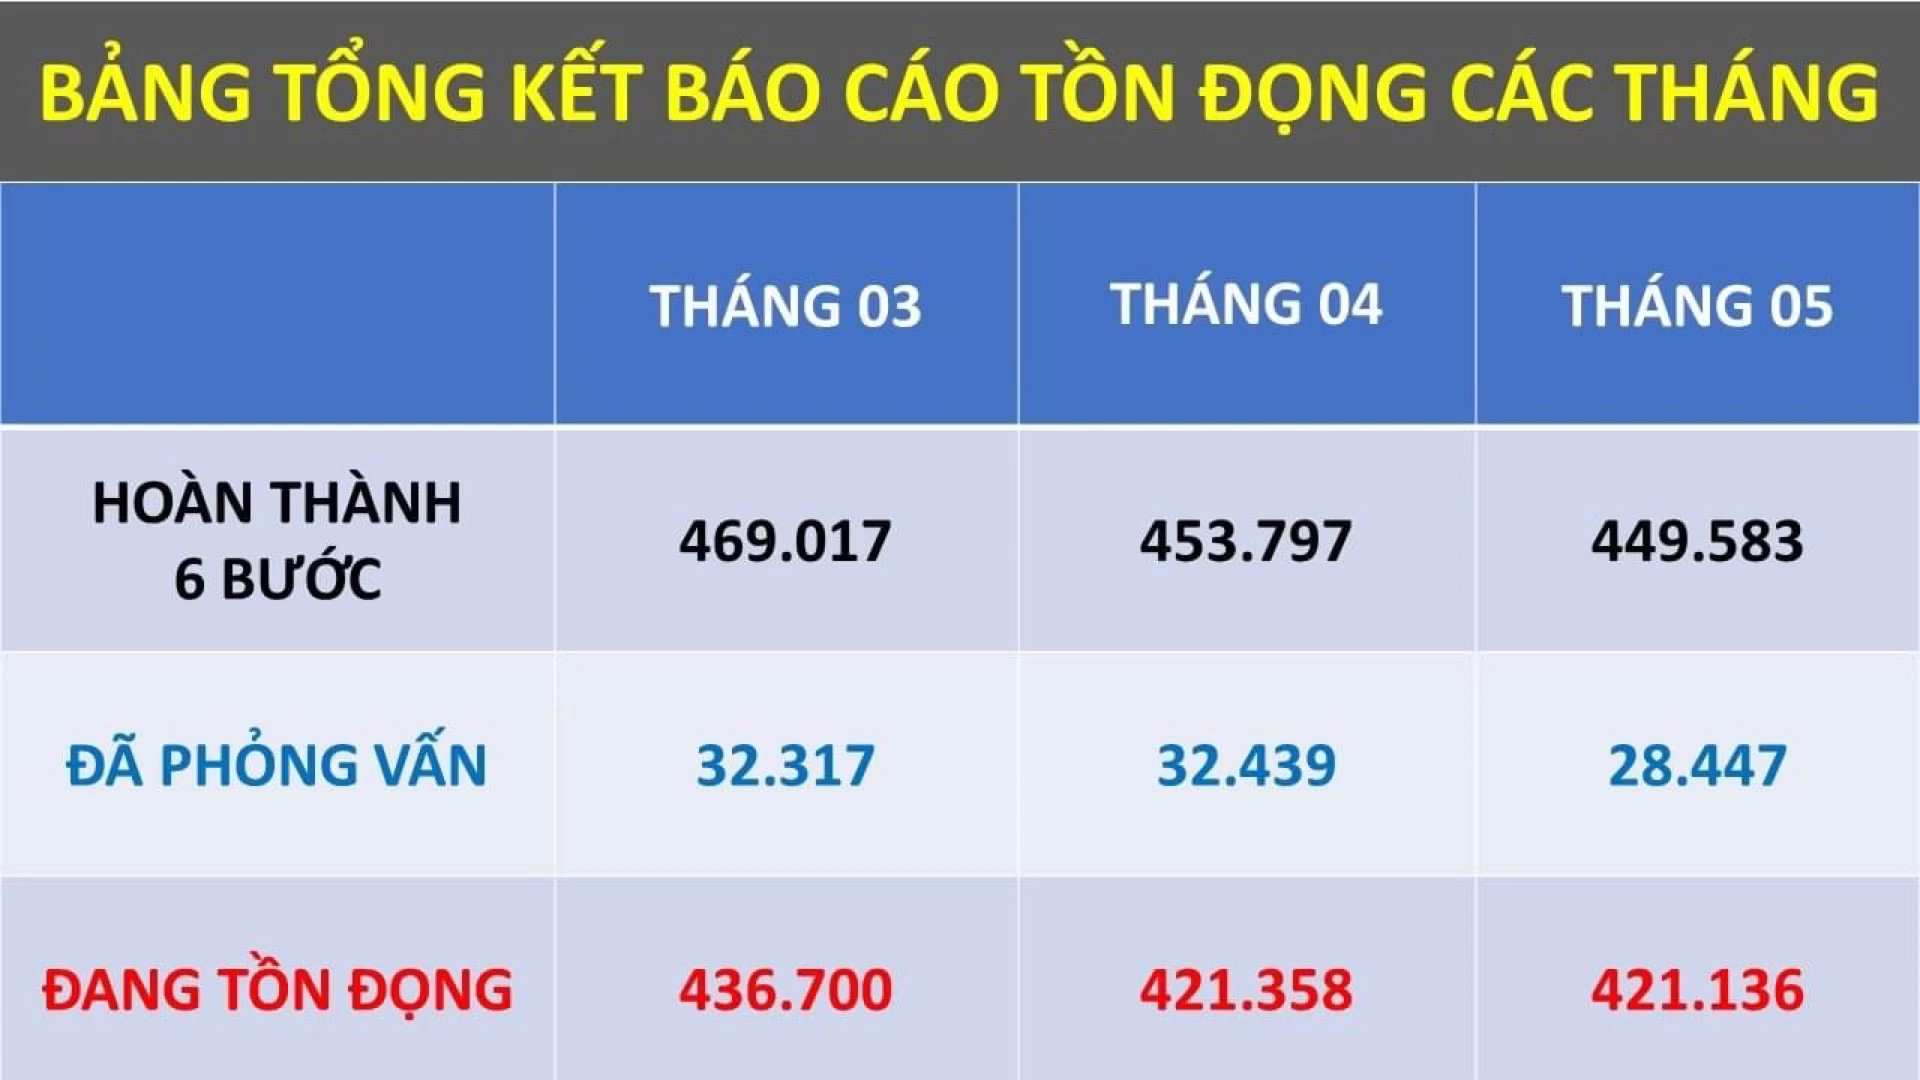 BẢNG TỔNG KẾT BÁO CÁO TỒN ĐỌNG CÁC THÁNG
THÁNG 03 THÁNG 04 THÁNG 05
HOÀN THÀNH
6 BƯỚC 469.017 453.797 449.583
ĐÃ PHỎNG VẤN 32.317 32.439 28.447
ĐANG TỒN ĐỌNG 436.700 421.358 421.136